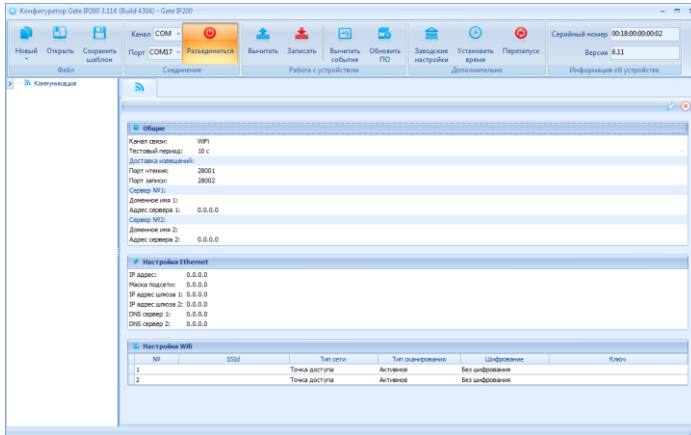 Конфигуратор Gate IP200 3.114 (Build 4304) - Gate IP200
Новый Открыть Сохранить шаблон
Файл
Канал COM
Порт COM17
Разъединиться
Соединение
Вычитать Записать Вычитать события Обновить ПО
Работа с устройством
Заводские настройки Установить время Перезапуск
Дополнительно
Серийный номер 00:18:00:00:00:02
Версия 6.11
Информация об устройстве
Коммуникация
Общие
Канал связи: WiFi
Тестовый период: 10 с
Доставка извещений:
Порт чтения: 28001
Порт записи: 28002
Сервер №1:
Доменное имя 1:
Адрес сервера 1: 0.0.0.0
Сервер №2:
Доменное имя 2:
Адрес сервера 2: 0.0.0.0
Настройка Ethernet
IP адрес: 0.0.0.0
Маска подсети: 0.0.0.0
IP адрес шлюза 1: 0.0.0.0
IP адрес шлюза 2: 0.0.0.0
DNS сервер 1: 0.0.0.0
DNS сервер 2: 0.0.0.0
Настройка Wifi
№ SSId Тип сети Тип сканирования Шифрование Ключ
1 Точка доступа Активное Без шифрования
2 Точка доступа Активное Без шифрования